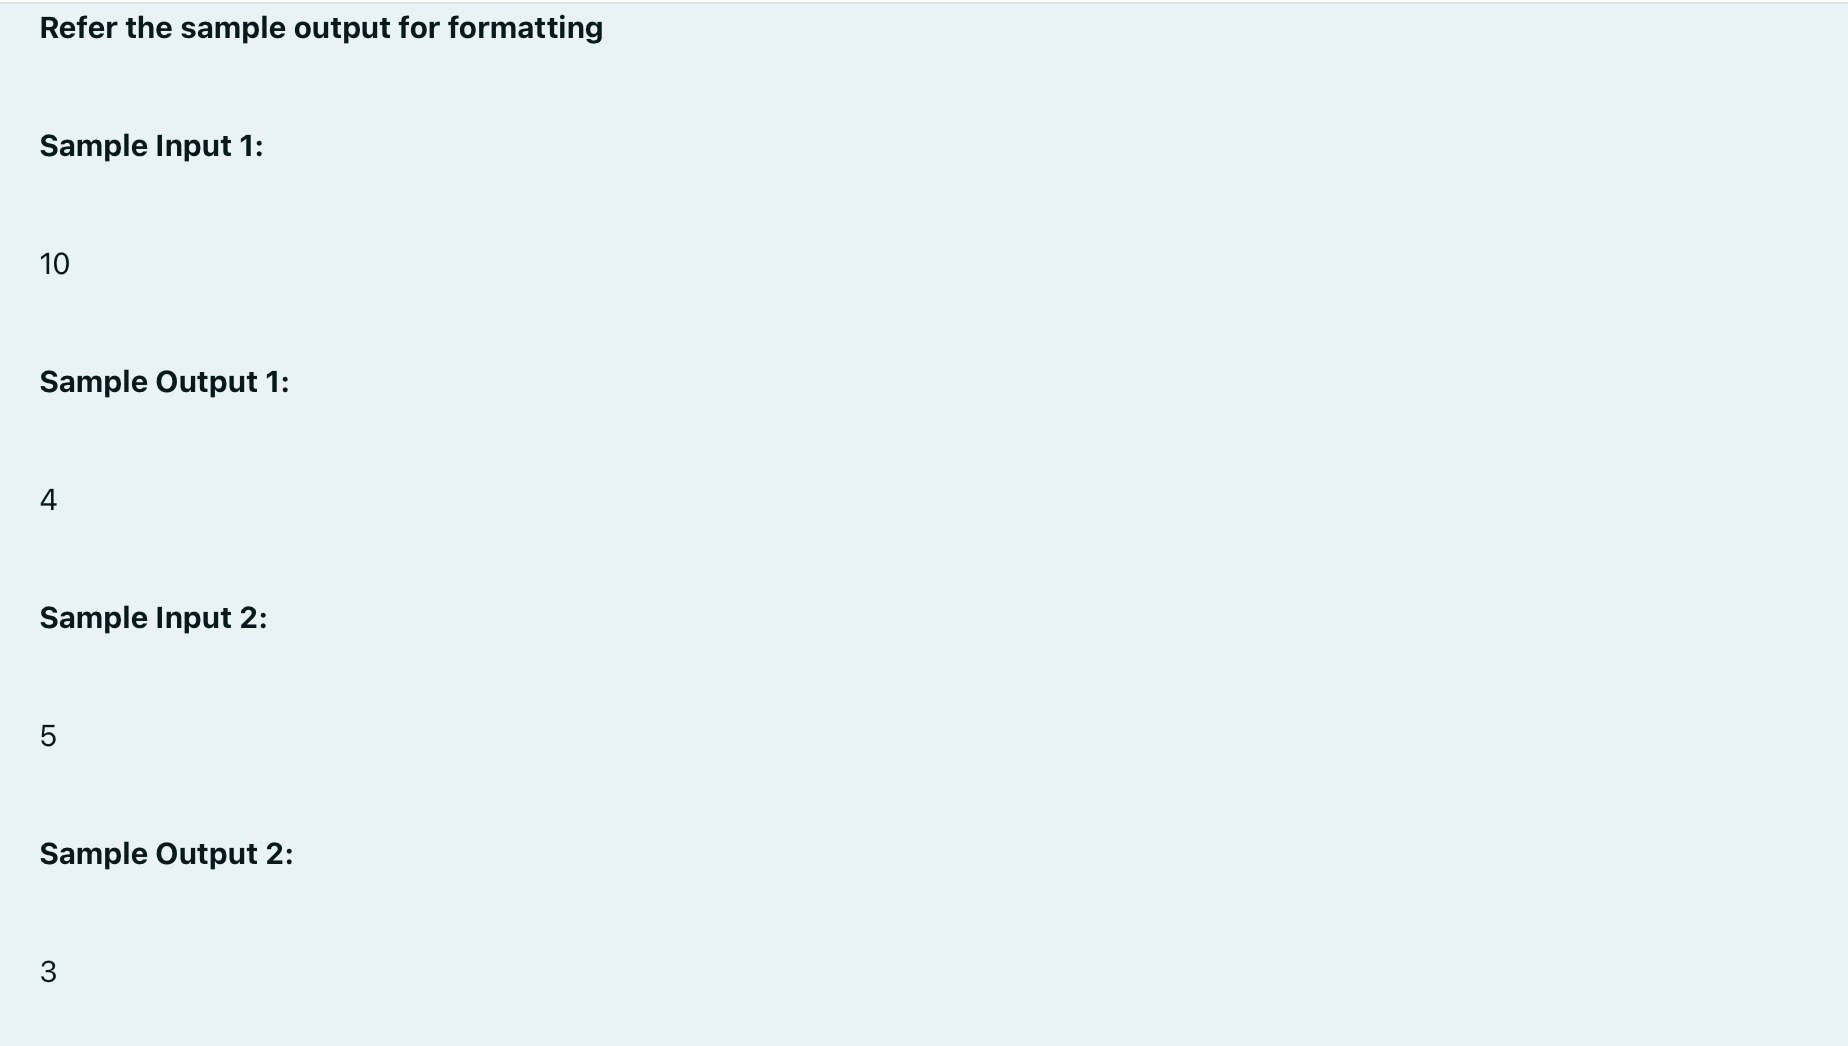 Refer the sample output for formatting
Sample Input 1:
10
Sample Output 1:
4
Sample Input 2:
5
Sample Output 2:
3